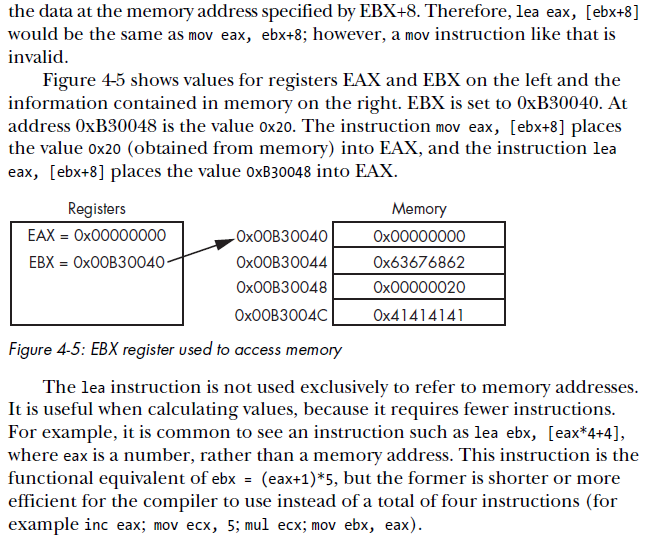 the data at the memory address specified by EBX+8. Therefore, lea eax, [ebx+8]
would be the same as mov eax, ebx+8; however, a mov instruction like that is
invalid.
Figure 4-5 shows values for registers EAX and EBX on the left and the
information contained in memory on the right. EBX is set to 0xB30040. At
address 0xB30048 is the value 0x20. The instruction mov eax, [ebx+8] places
the value 0x20 (obtained from memory) into EAX, and the instruction lea
eax, [ebx+8] places the value 0xB30048 into EAX.
Registers
EAX = 0x00000000
EBX = 0x00B30040
Memory
0x00B30040 0x00000000
0x00B30044 0x63676862
0x00B30048 0x00000020
0x00B3004C 0x41414141
Figure 4-5: EBX register used to access memory
The lea instruction is not used exclusively to refer to memory addresses.
It is useful when calculating values, because it requires fewer instructions.
For example, it is common to see an instruction such as lea ebx, [eax*4+4],
where eax is a number, rather than a memory address. This instruction is the
functional equivalent of ebx = (eax+1)*5, but the former is shorter or more
efficient for the compiler to use instead of a total of four instructions (for
example inc eax; mov ecx, 5; mul ecx; mov ebx, eax).